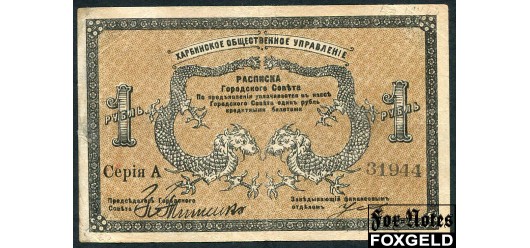 ХАРБИНСКОЕ ОБЩЕСТВЕННОЕ УПРАВЛЕНІЕ
РАСПИСКА
Городского Совѣта
По предъявленіи уплачивается въ кассѣ
Городского Совѣта одинъ рубль
кредитными билетами
1 РУБЛЬ
1 РУБЛЬ
Серія А
31944
Предсѣдатель Городского
Совѣта
Завѣдывающій финансовымъ
отдѣломъ
For-Notes
FOXGELD